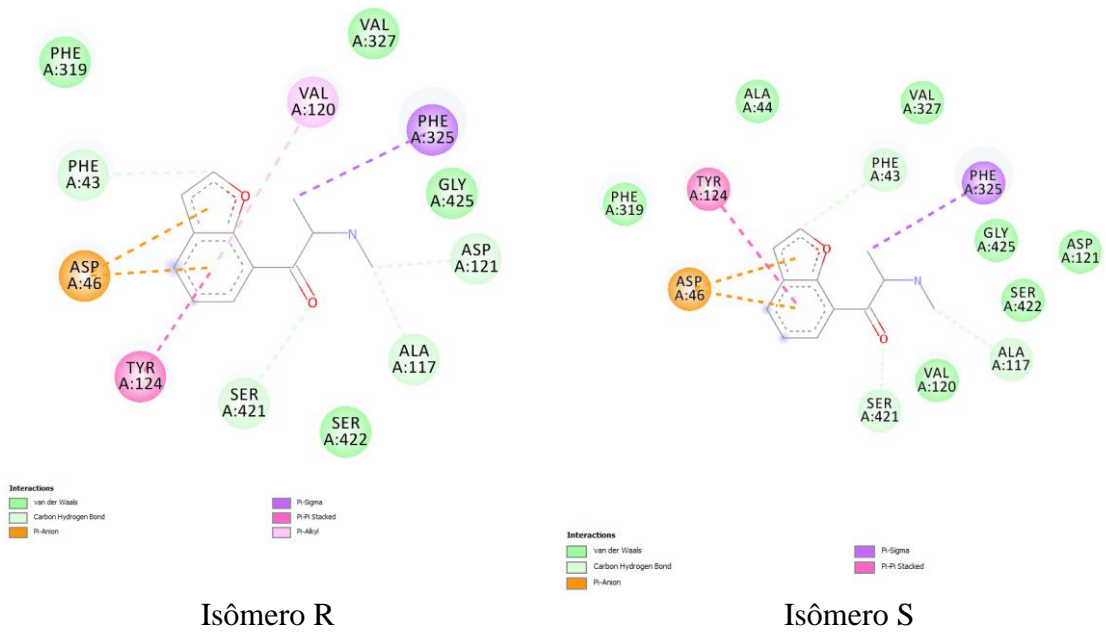 PHE
A:319
VAL
A:327
VAL
A:120
PHE
A:325
PHE
A:43
O
N
GLY
A:425
ASP
A:121
ASP
A:46
O
TYR
A:124
SER
A:421
ALA
A:117
SER
A:422
Interactions
van der Waals
Carbon Hydrogen Bond
Pi-Anion
Pi-Sigma
Pi-Pi Stacked
Pi-Alkyl
Isômero R
ALA
A:44
VAL
A:327
PHE
A:43
TYR
A:124
PHE
A:325
PHE
A:319
GLY
A:425
ASP
A:121
O
ASP
A:46
N
SER
A:422
O
VAL
A:120
ALA
A:117
SER
A:421
Interactions
van der Waals
Carbon Hydrogen Bond
Pi-Anion
Pi-Sigma
Pi-Pi Stacked
Isômero S